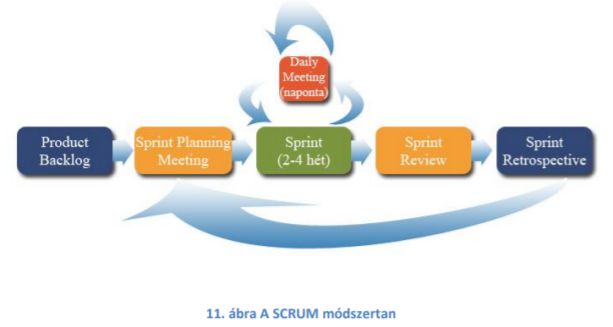 Daily
Meeting
(naponta)
Product
Backlog
Sprint Planning
Meeting
Sprint
(2-4 hét)
Sprint
Review
Sprint
Retrospective
11. ábra A SCRUM módszertan